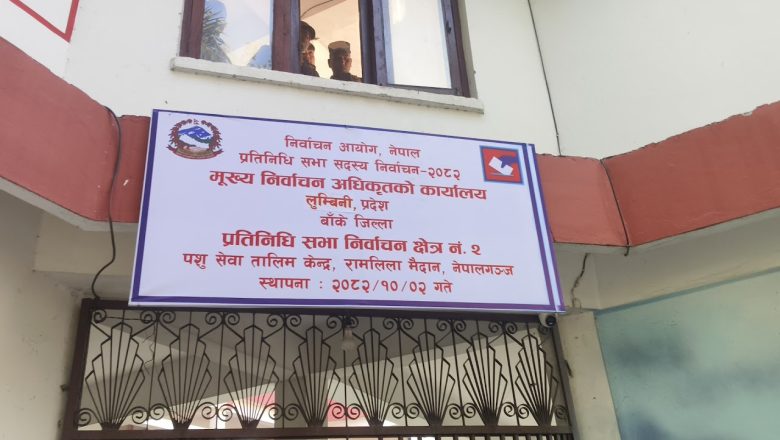 निर्वाचन आयोग, नेपाल
प्रतिनिधि सभा सदस्य निर्वाचन-२०८२
मूख्य निर्वाचन अधिकृतको कार्यालय
लुम्बिनी, प्रदेश
बाँके जिल्ला
प्रतिनिधि सभा निर्वाचन क्षेत्र नं. २
पशु सेवा तालिम केन्द्र, रामलिला मैदान, नेपालगञ्ज
स्थापना : २०८२/१०/०२ गते